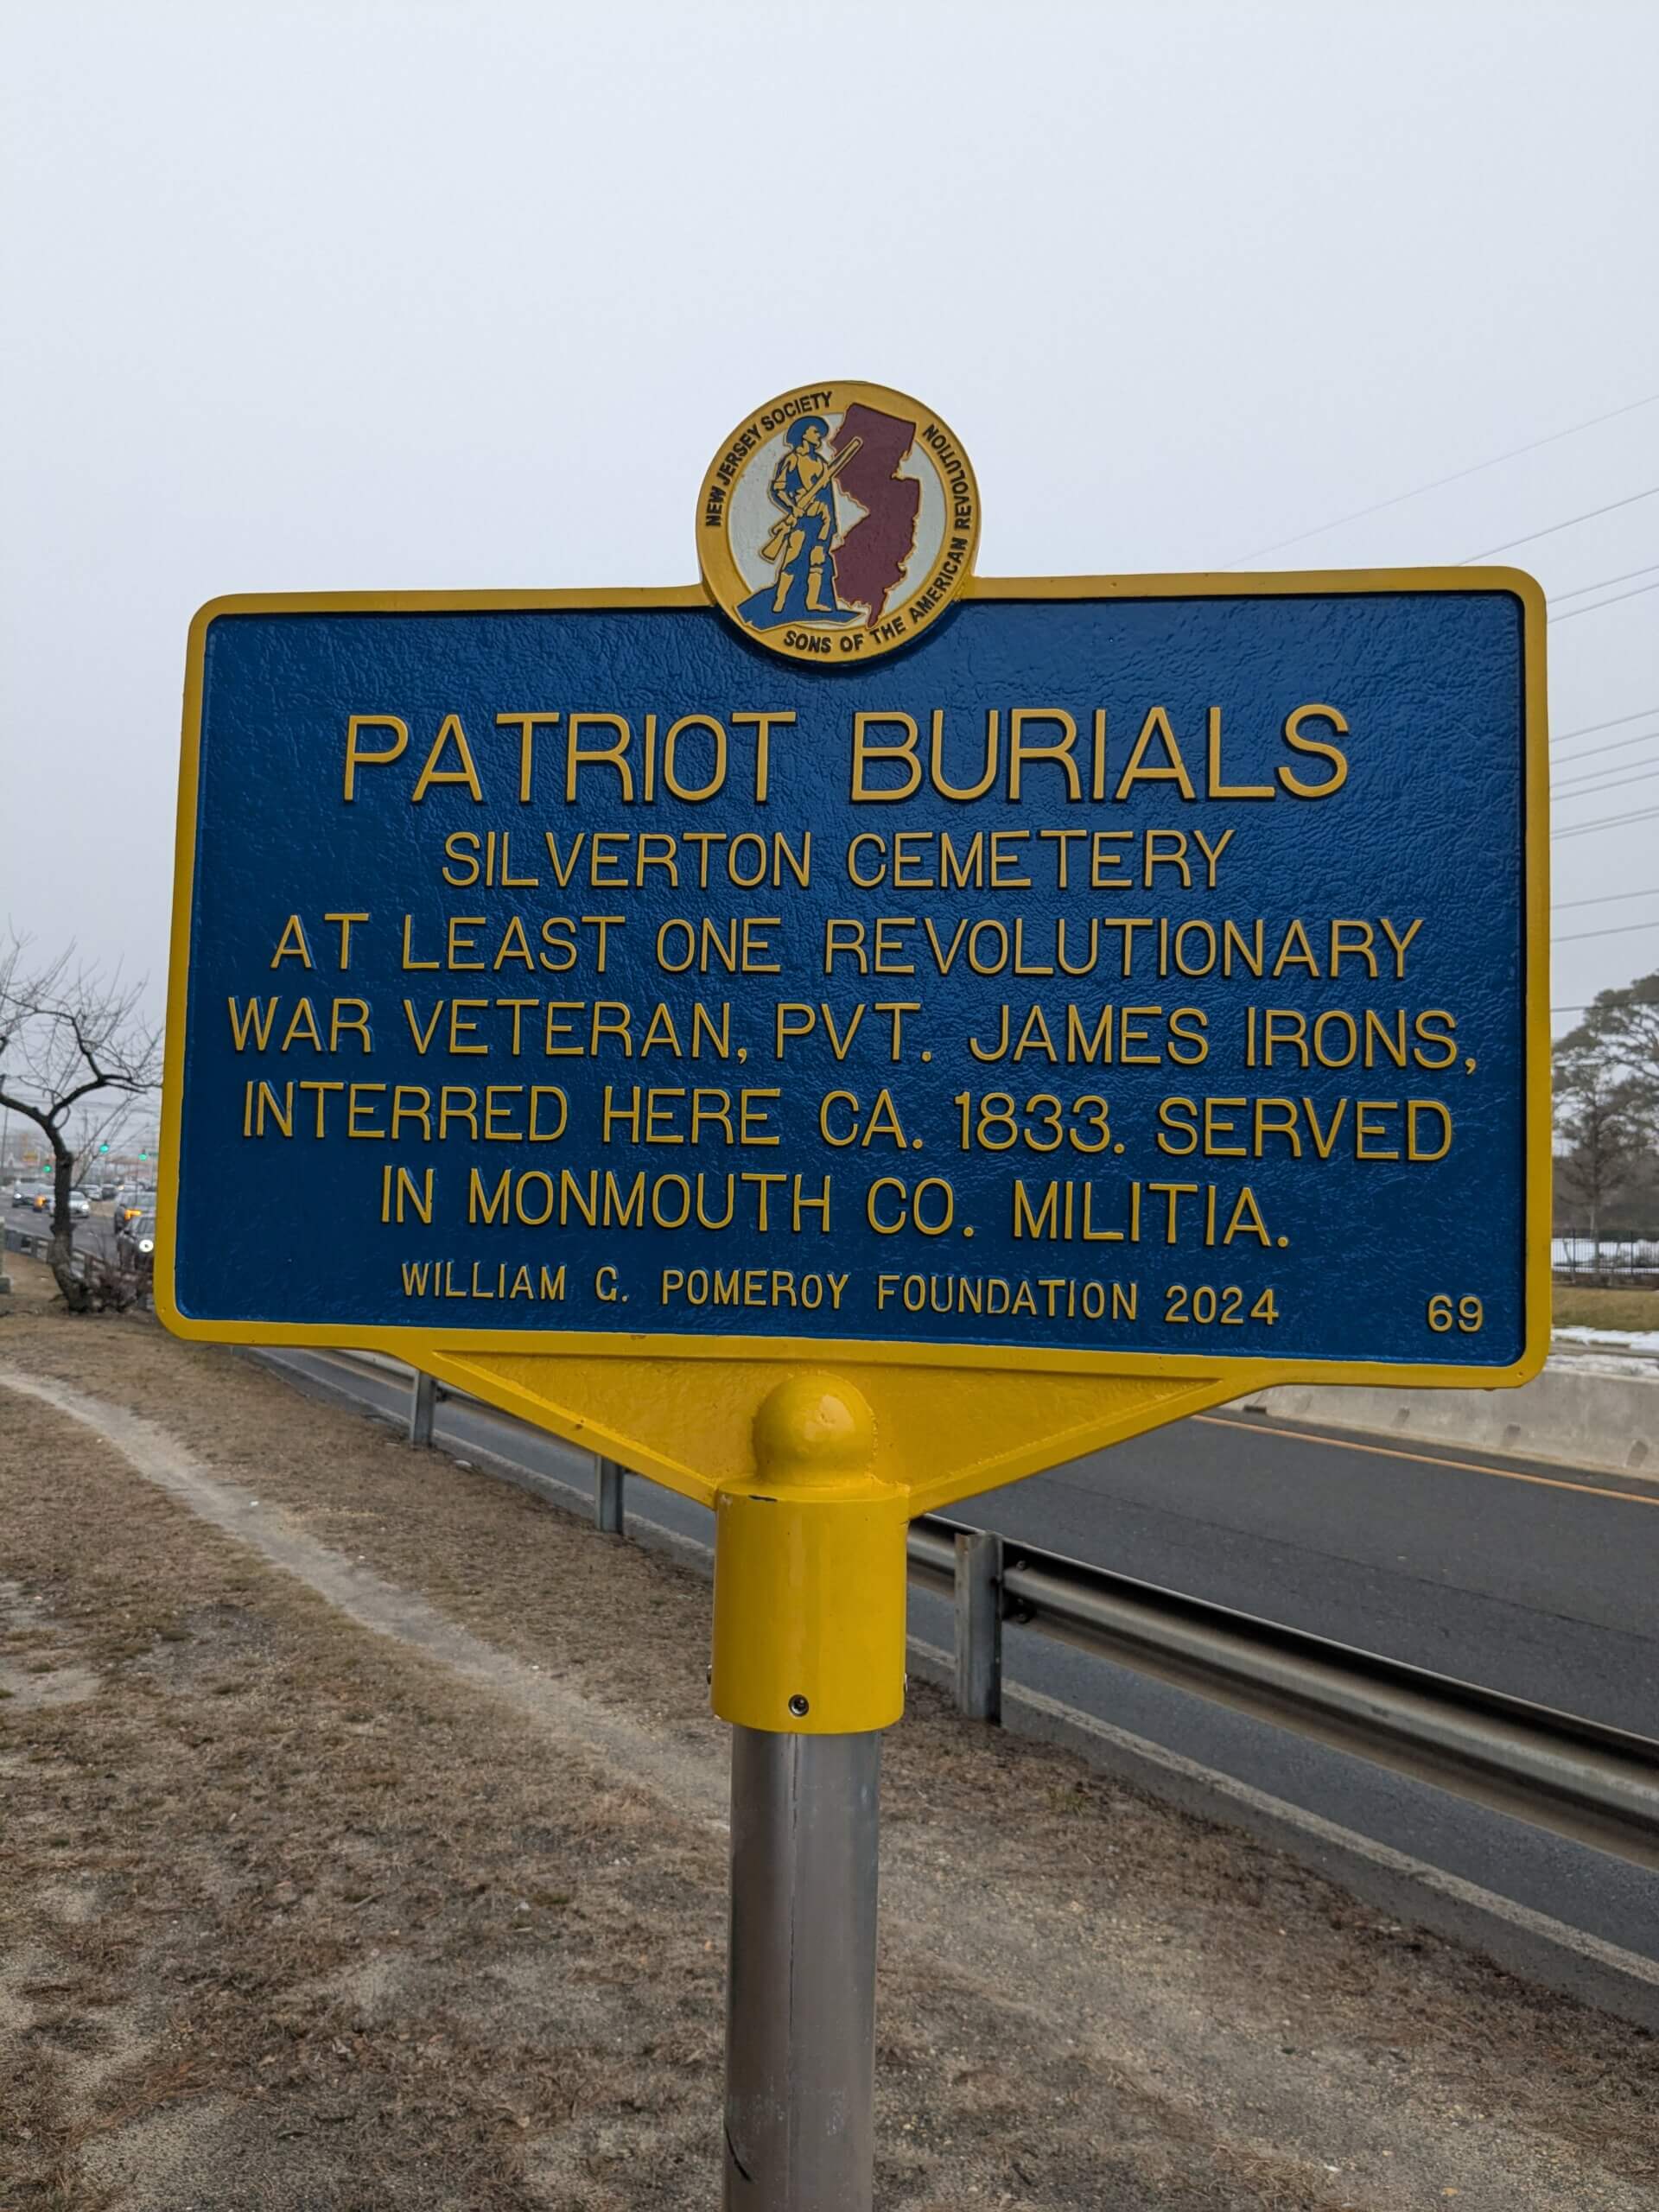 NEW JERSEY SOCIETY
SONS OF THE AMERICAN REVOLUTION
PATRIOT BURIALS
SILVERTON CEMETERY
AT LEAST ONE REVOLUTIONARY
WAR VETERAN, PVT. JAMES IRONS,
INTERRED HERE CA. 1833. SERVED
IN MONMOUTH CO. MILITIA.
WILLIAM G. POMEROY FOUNDATION 2024
69